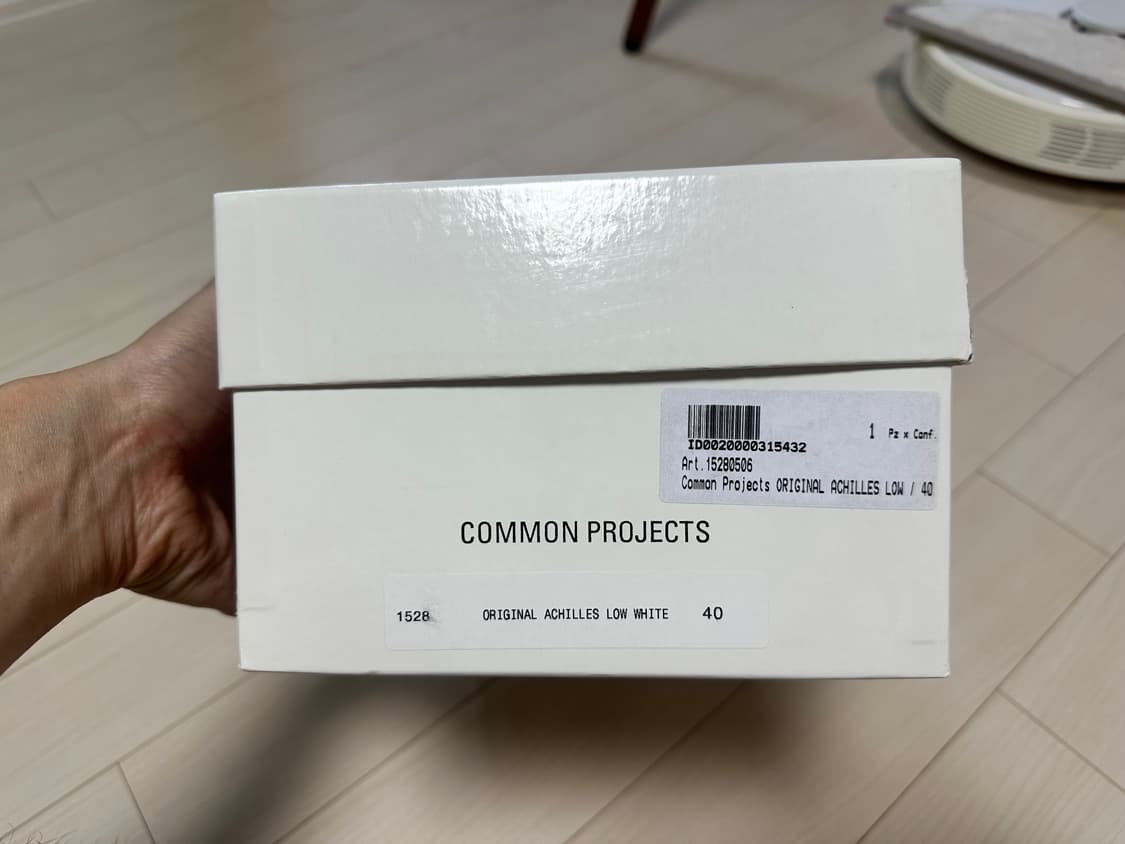 1 Pz x Conf.
ID0020000315432
Art.15280506
Common Projects ORIGINAL ACHILLES LOW / 40
COMMON PROJECTS
1528 ORIGINAL ACHILLES LOW WHITE 40